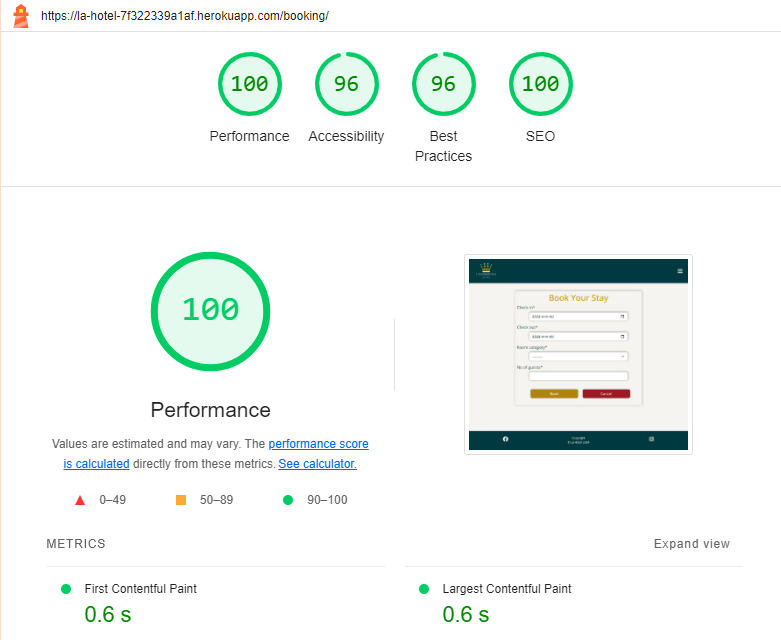 https://la-hotel-7f322339a1af.herokuapp.com/booking/
100 96 96 100
Performance Accessibility Best Practices SEO
100
Performance
Values are estimated and may vary. The performance score
is calculated directly from these metrics. See calculator.
0–49 50–89 90–100
Book Your Stay
Check in*
Check out*
Room category*
No of guests*
Book Cancel
Copyright
METRICS Expand view
First Contentful Paint
0.6 s
Largest Contentful Paint
0.6 s